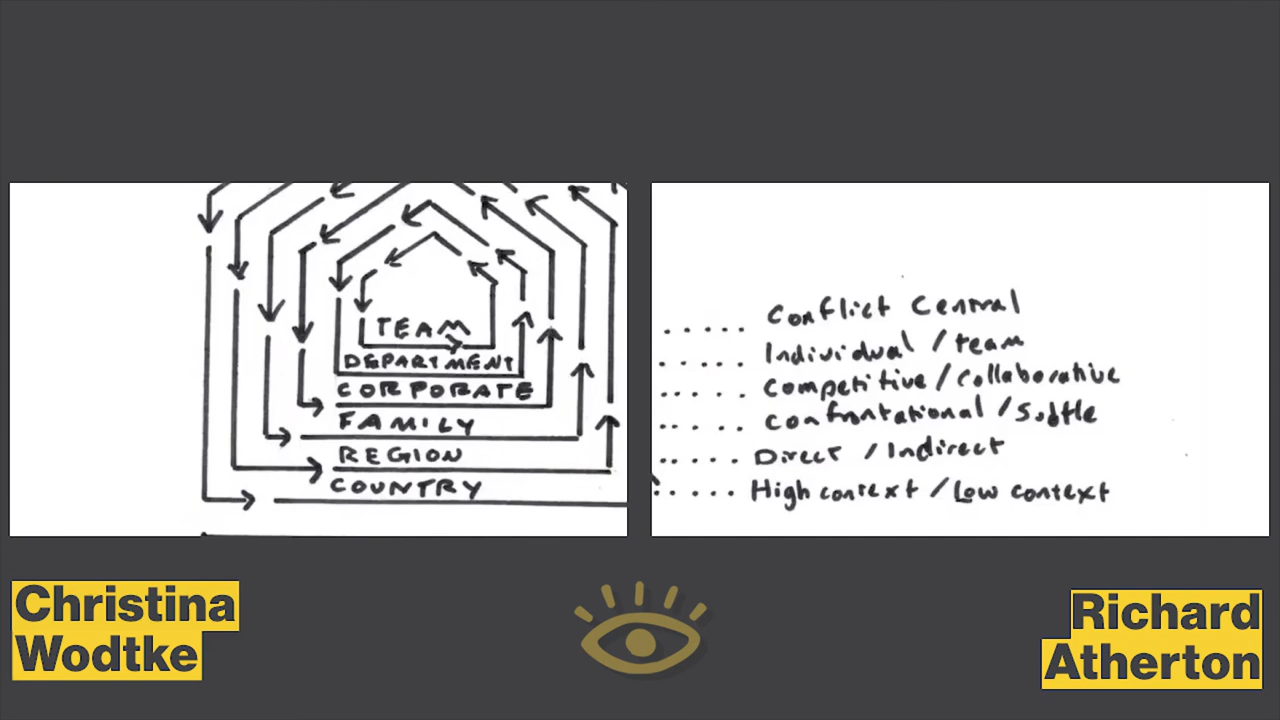 TEAM
DEPARTMENT
CORPORATE
FAMILY
REGION
COUNTRY
Conflict Central
Individual / team
Competitive / Collaborative
Confrontational / Subtle
Direct / Indirect
High context / Low context
Christina
Wodtke
Richard
Atherton